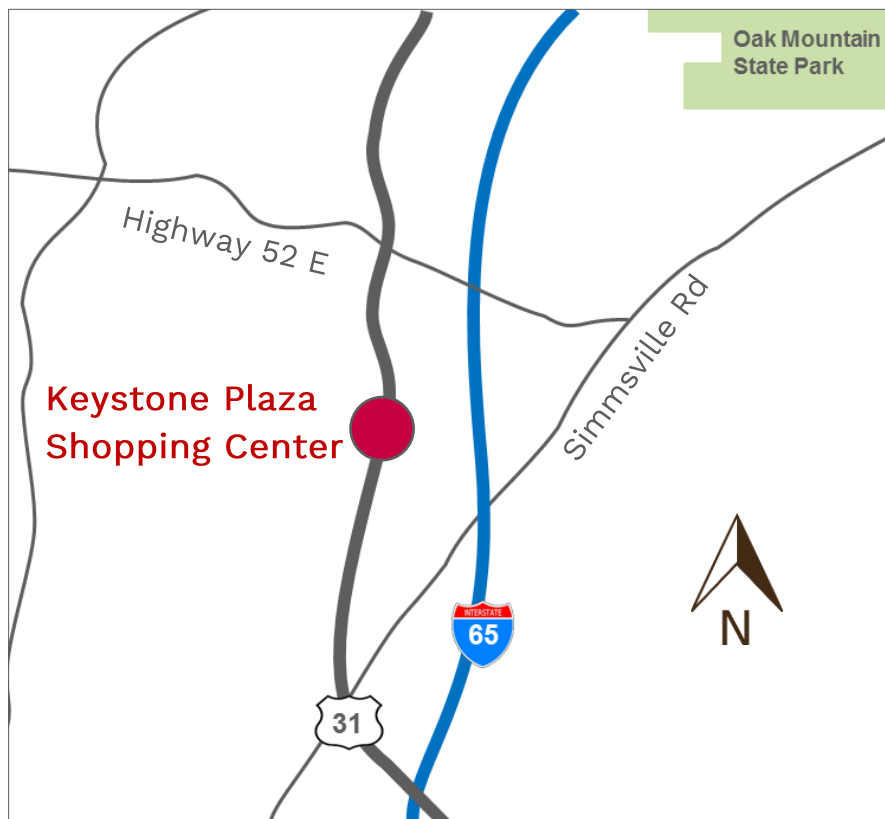 Oak Mountain
State Park
Highway 52 E
Simmsville Rd
Keystone Plaza
Shopping Center
INTERSTATE
65
N
31